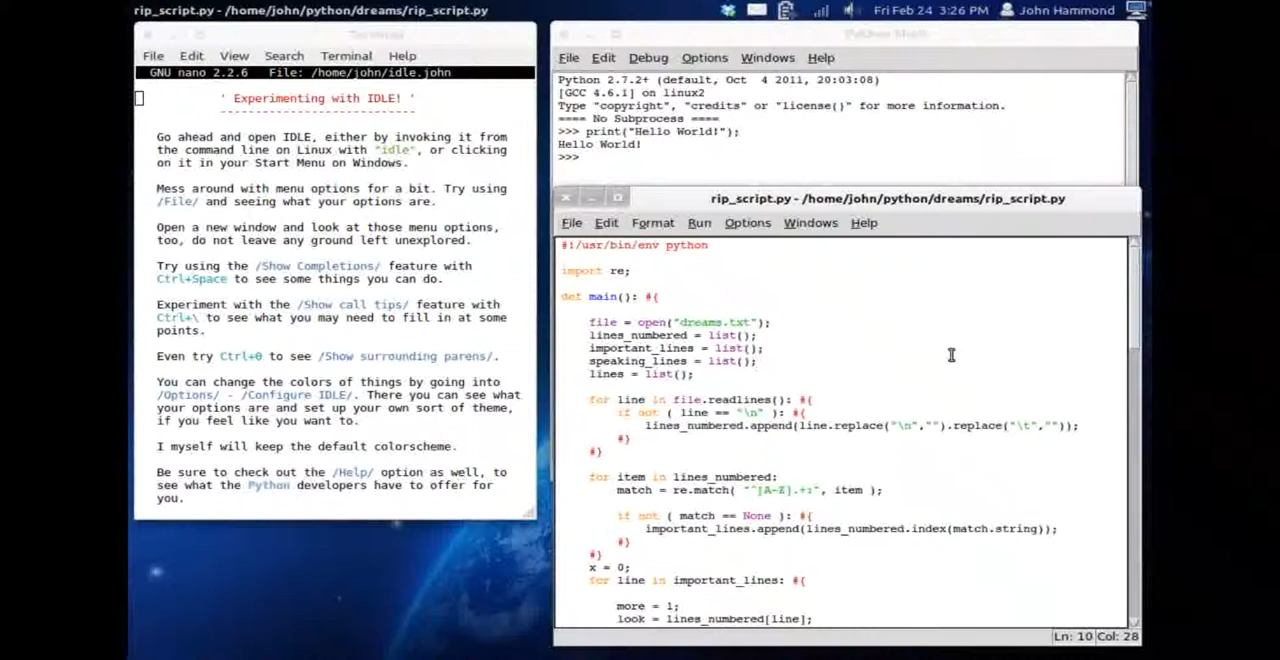 rip_script.py - /home/john/python/dreams/rip_script.py
Fri Feb 24 3:26 PM John Hammond
Terminal
File Edit View Search Terminal Help
GNU nano 2.2.6 File: /home/john/idle.john
' Experimenting with IDLE! '
---------------------------
Go ahead and open IDLE, either by invoking it from
the command line on Linux with "idle", or clicking
on it in your Start Menu on Windows.
Mess around with menu options for a bit. Try using
/File/ and seeing what your options are.
Open a new window and look at those menu options,
too, do not leave any ground left unexplored.
Try using the /Show Completions/ feature with
Ctrl+Space to see some things you can do.
Experiment with the /Show call tips/ feature with
Ctrl+\ to see what you may need to fill in at some
points.
Even try Ctrl+0 to see /Show surrounding parens/.
You can change the colors of things by going into
/Options/ - /Configure IDLE/. There you can see what
your options are and set up your own sort of theme,
if you feel like you want to.
I myself will keep the default colorscheme.
Be sure to check out the /Help/ option as well, to
see what the Python developers have to offer for
you.
Python Shell
File Edit Debug Options Windows Help
Python 2.7.2+ (default, Oct  4 2011, 20:03:08)
[GCC 4.6.1] on linux2
Type "copyright", "credits" or "license()" for more information.
==== No Subprocess ====
>>> print("Hello World!");
Hello World!
>>>
rip_script.py - /home/john/python/dreams/rip_script.py
File Edit Format Run Options Windows Help
#!/usr/bin/env python
import re;
def main(): #{
file = open("dreams.txt");
lines_numbered = list();
important_lines = list();
speaking_lines = list();
lines = list();
for line in file.readlines(): #{
if not ( line == "\n" ): #{
lines_numbered.append(line.replace("\n","").replace("\t",""));
#}
#}
for item in lines_numbered:
match = re.match( "^[A-Z].+:", item );
if not ( match == None ): #{
important_lines.append(lines_numbered.index(match.string));
#}
#}
x = 0;
for line in important_lines: #{
more = 1;
look = lines_numbered[line];
Ln: 10 Col: 28